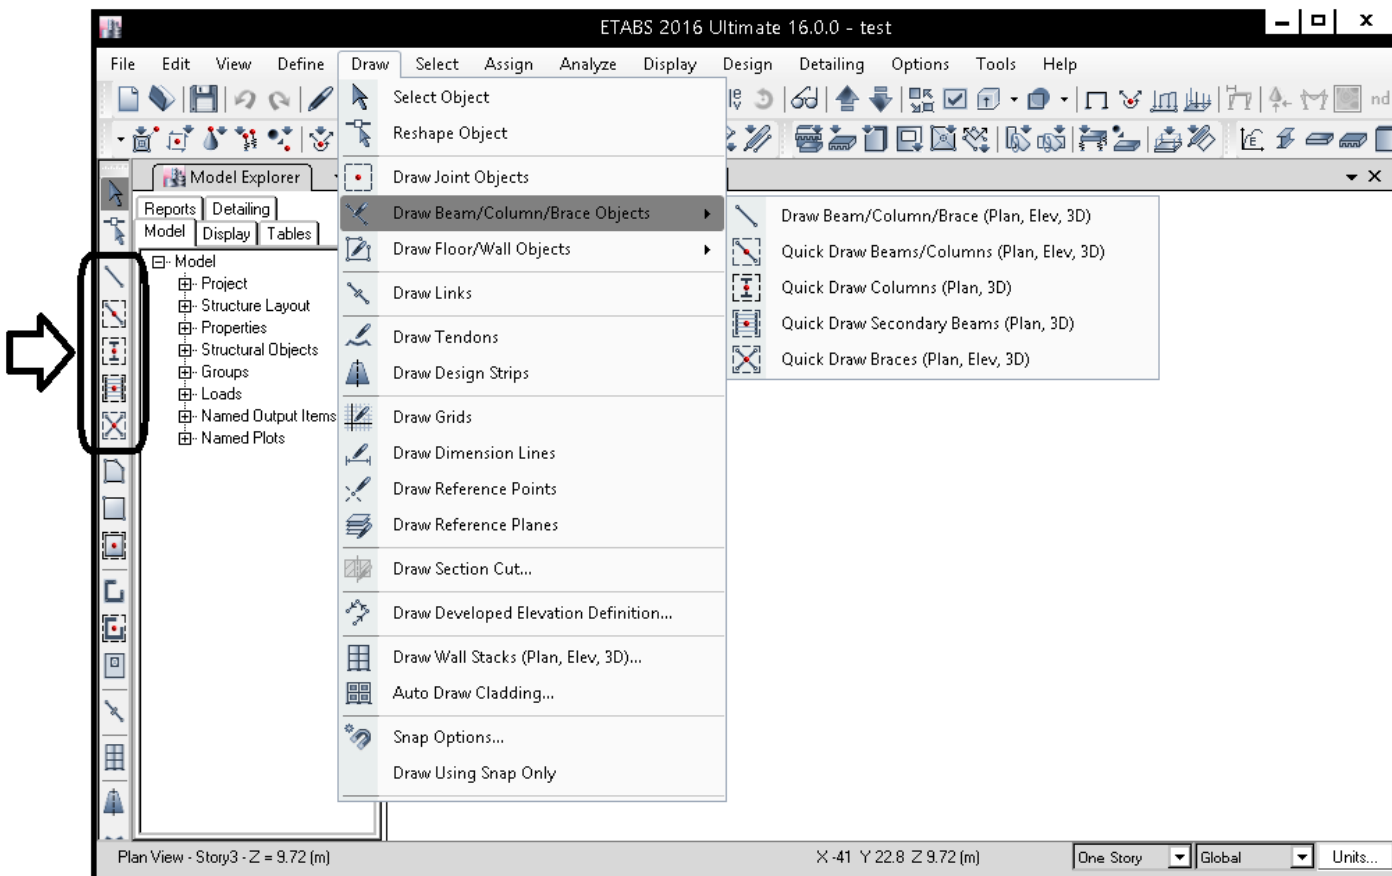 ETABS 2016 Ultimate 16.0.0 - test
File Edit View Define Draw Select Assign Analyze Display Design Detailing Options Tools Help
Select Object
Reshape Object
nd
Model Explorer
Draw Joint Objects
Reports Detailing
Draw Beam/Column/Brace Objects
Draw Beam/Column/Brace (Plan, Elev, 3D)
Model Display Tables
Draw Floor/Wall Objects
Quick Draw Beams/Columns (Plan, Elev, 3D)
Model
Project
Draw Links
Quick Draw Columns (Plan, 3D)
Structure Layout
Properties
Draw Tendons
Quick Draw Secondary Beams (Plan, 3D)
Structural Objects
Groups
Draw Design Strips
Quick Draw Braces (Plan, Elev, 3D)
Loads
Named Output Items
Draw Grids
Named Plots
Draw Dimension Lines
Draw Reference Points
Draw Reference Planes
Draw Section Cut...
Draw Developed Elevation Definition...
Draw Wall Stacks (Plan, Elev, 3D)...
Auto Draw Cladding...
Snap Options...
Draw Using Snap Only
Plan View - Story3 - Z = 9.72 (m)
X -41 Y 22.8 Z 9.72 (m)
One Story
Global
Units...